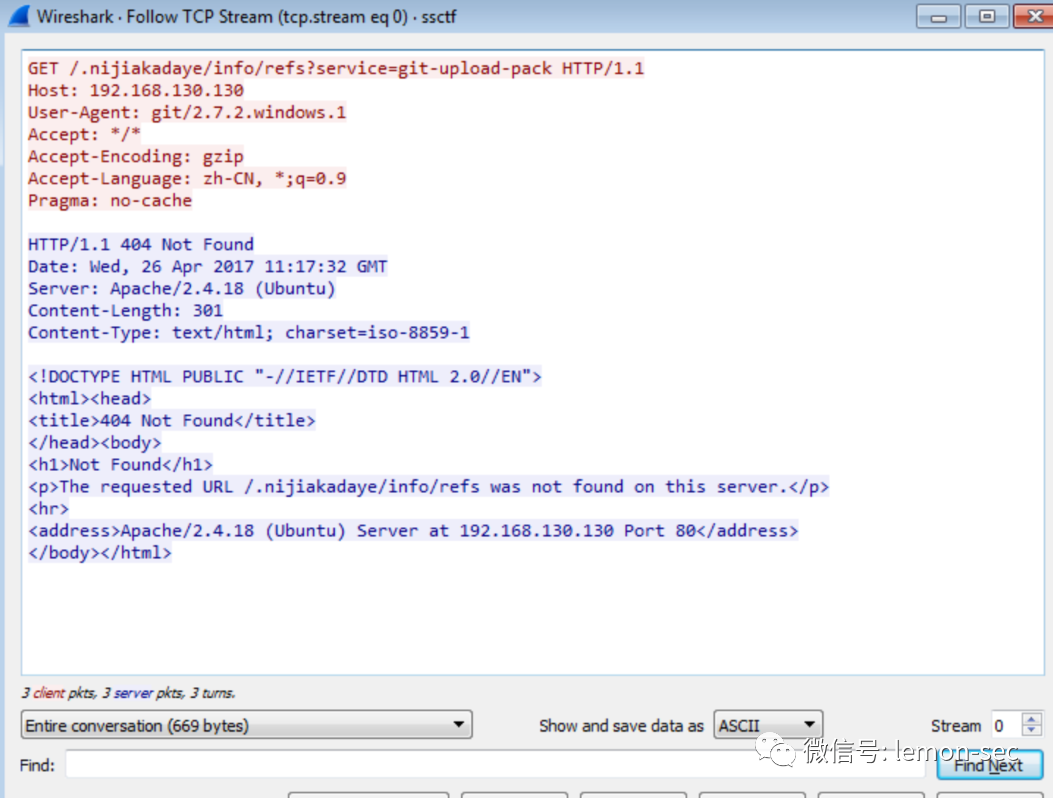 Wireshark · Follow TCP Stream (tcp.stream eq 0) · ssctf
GET /.nijiakadaye/info/refs?service=git-upload-pack HTTP/1.1
Host: 192.168.130.130
User-Agent: git/2.7.2.windows.1
Accept: */*
Accept-Encoding: gzip
Accept-Language: zh-CN, *;q=0.9
Pragma: no-cache
HTTP/1.1 404 Not Found
Date: Wed, 26 Apr 2017 11:17:32 GMT
Server: Apache/2.4.18 (Ubuntu)
Content-Length: 301
Content-Type: text/html; charset=iso-8859-1
<!DOCTYPE HTML PUBLIC "-//IETF//DTD HTML 2.0//EN">
<html><head>
<title>404 Not Found</title>
</head><body>
<h1>Not Found</h1>
<p>The requested URL /.nijiakadaye/info/refs was not found on this server.</p>
<hr>
<address>Apache/2.4.18 (Ubuntu) Server at 192.168.130.130 Port 80</address>
</body></html>
3 client pkts, 3 server pkts, 3 turns.
Entire conversation (669 bytes) Show and save data as ASCII Stream 0
微信号: lemon-sec
Find: Find Next